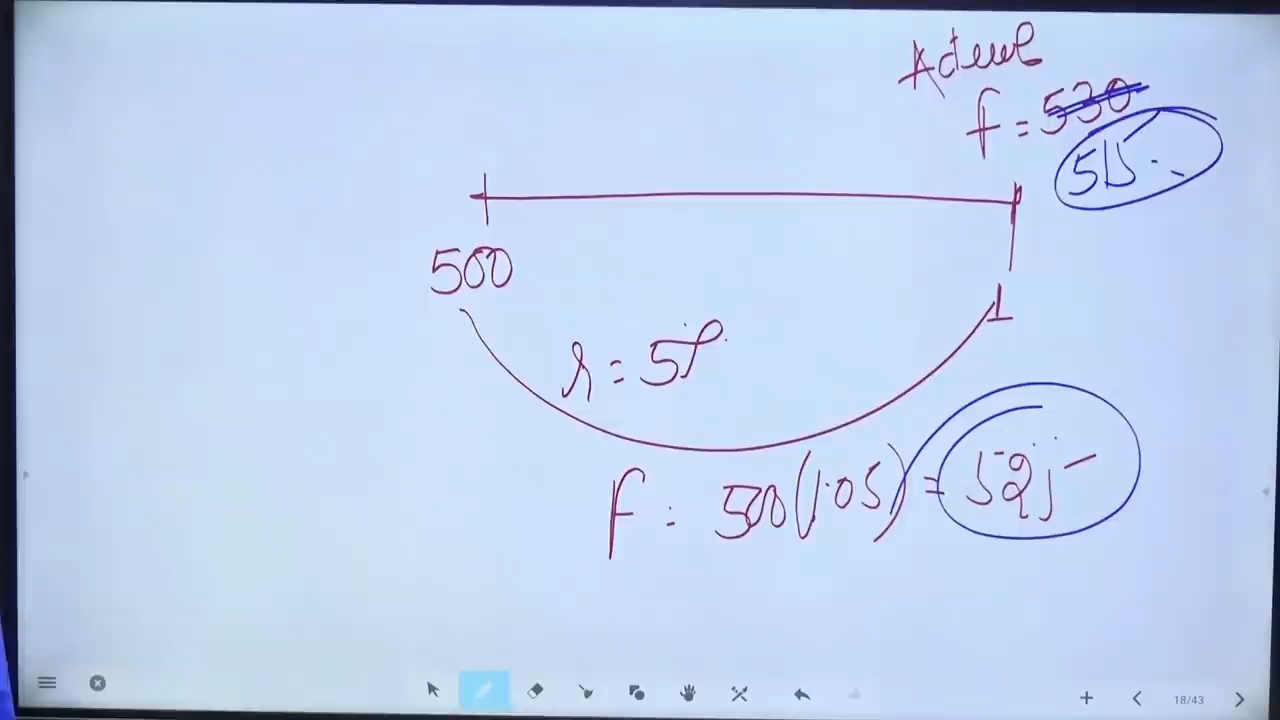 Actual
f = 530
515
500
1
r = 5%
F = 500(1.05) = 525
18/43